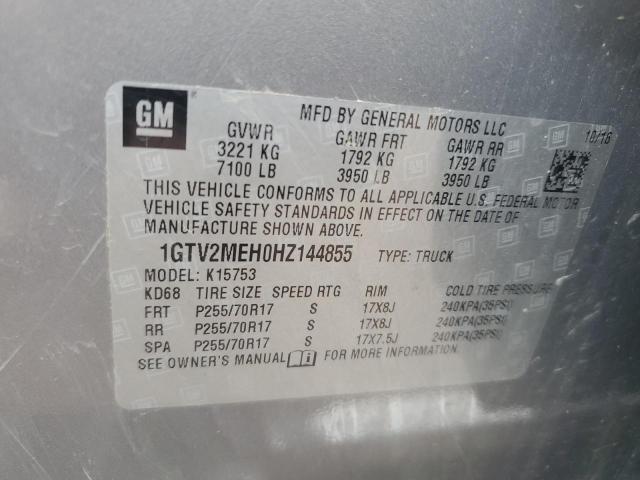 GM
MFD BY GENERAL MOTORS LLC
10/16
GVWR GAWR FRT GAWR RR
3221 KG 1792 KG 1792 KG
7100 LB 3950 LB 3950 LB
THIS VEHICLE CONFORMS TO ALL APPLICABLE U.S. FEDERAL MOTOR
VEHICLE SAFETY STANDARDS IN EFFECT ON THE DATE OF
MANUFACTURE SHOWN ABOVE.
1GTV2MEH0HZ144855 TYPE: TRUCK
MODEL: K15753
KD68 TIRE SIZE SPEED RTG RIM COLD TIRE PRESSURE
FRT P255/70R17 S 17X8J 240KPA(35PSI)
RR P255/70R17 S 17X8J 240KPA(35PSI)
SPA P255/70R17 S 17X7.5J 240KPA(35PSI)
SEE OWNER'S MANUAL FOR MORE INFORMATION.